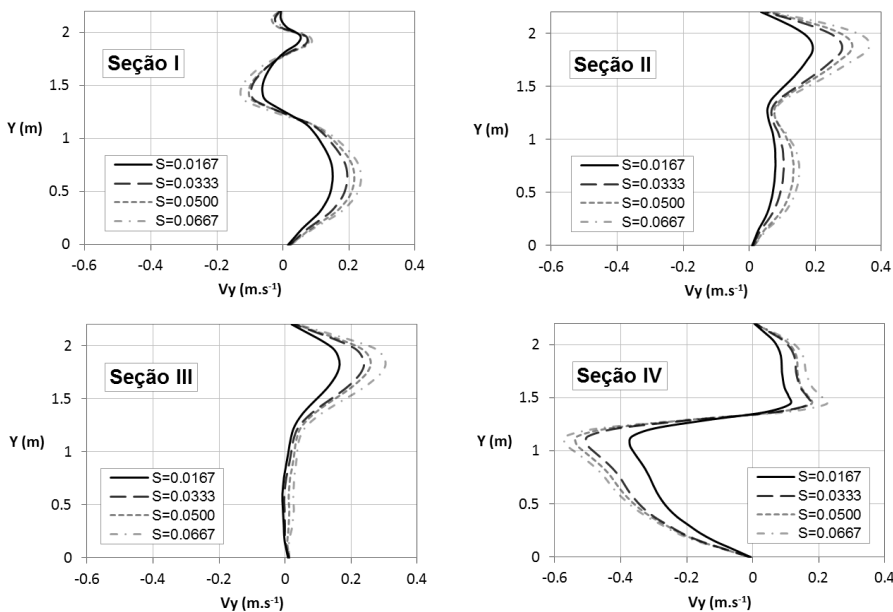 2
1.5
1
0.5
0
Y (m)
Seção I
S=0.0167
S=0.0333
S=0.0500
S=0.0667
-0.6 -0.4 -0.2 0 0.2 0.4
Vy (m.s⁻¹)
2
1.5
1
0.5
0
Y (m)
Seção II
S=0.0167
S=0.0333
S=0.0500
S=0.0667
-0.6 -0.4 -0.2 0 0.2 0.4
Vy (m.s⁻¹)
2
1.5
1
0.5
0
Y (m)
Seção III
S=0.0167
S=0.0333
S=0.0500
S=0.0667
-0.6 -0.4 -0.2 0 0.2 0.4
Vy (m.s⁻¹)
2
1.5
1
0.5
0
Y (m)
Seção IV
S=0.0167
S=0.0333
S=0.0500
S=0.0667
-0.6 -0.4 -0.2 0 0.2 0.4
Vy (m.s⁻¹)